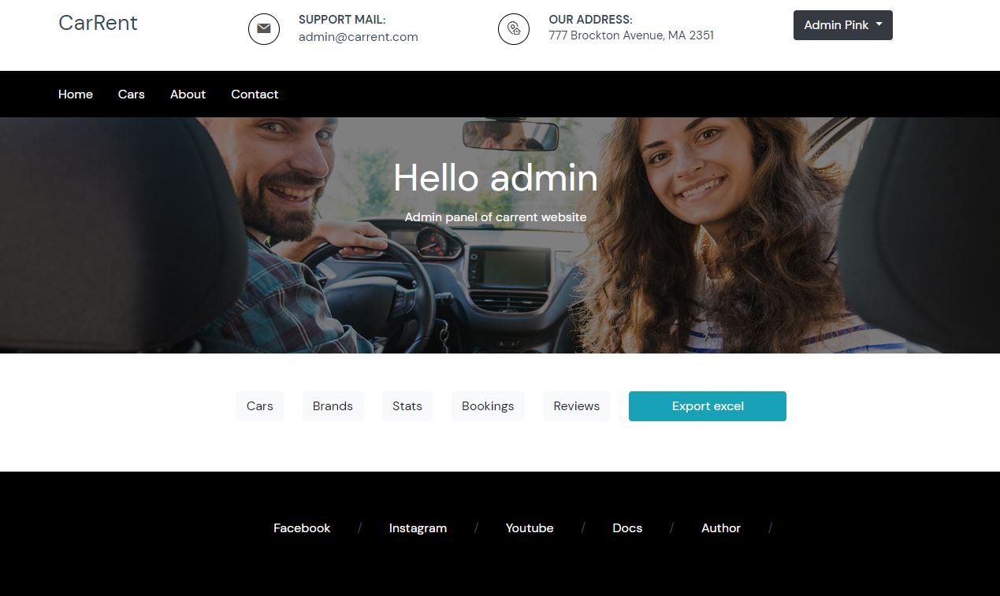 CarRent
SUPPORT MAIL:
admin@carrent.com
OUR ADDRESS:
777 Brockton Avenue, MA 2351
Admin Pink
Home Cars About Contact
Hello admin
Admin panel of carrent website
Cars Brands Stats Bookings Reviews Export excel
Facebook / Instagram / Youtube / Docs / Author /